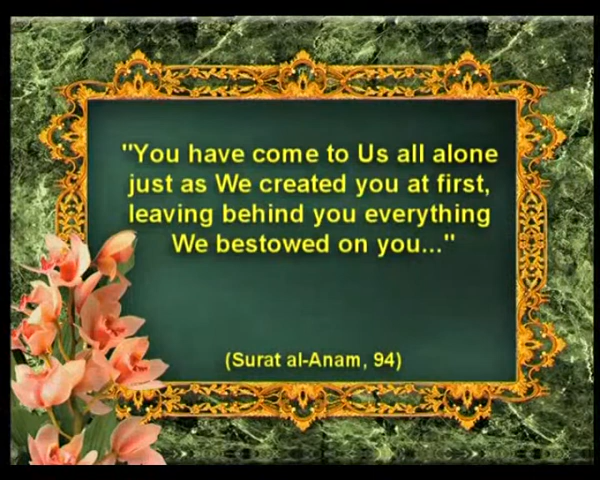 "You have come to Us all alone
just as We created you at first,
leaving behind you everything
We bestowed on you..."
(Surat al-Anam, 94)